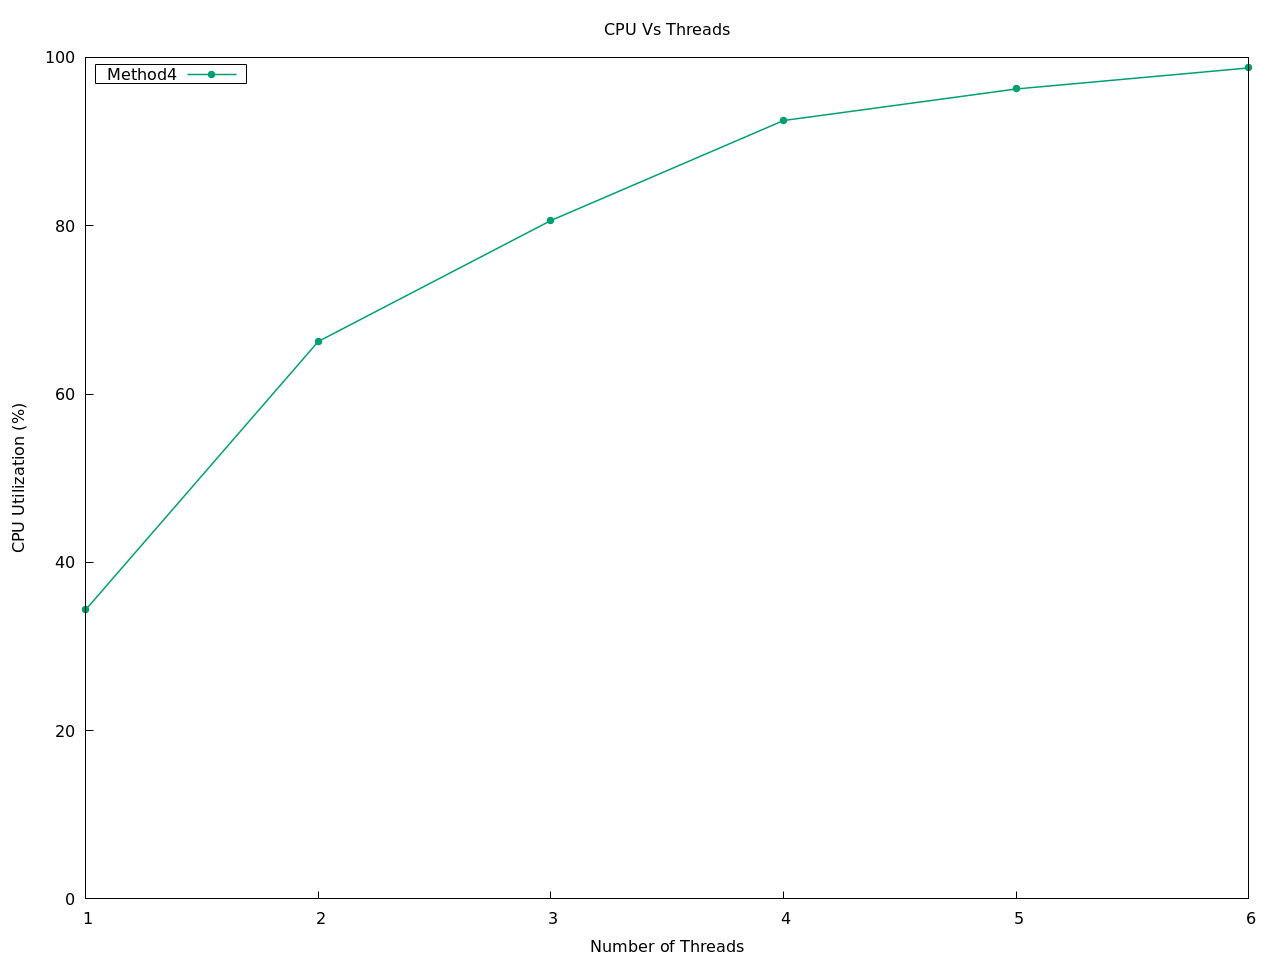 CPU Vs Threads
Method4
100
80
60
40
20
0
1 2 3 4 5 6
CPU Utilization (%)
Number of Threads